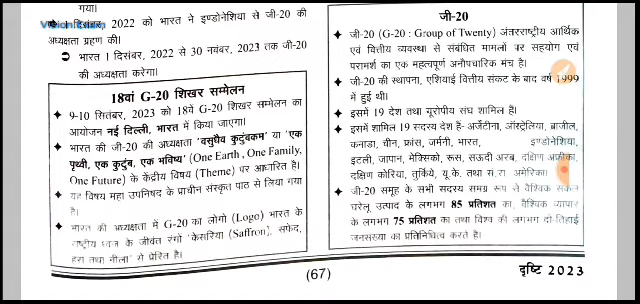 गया।
Vision
1 दिसंबर, 2022 को भारत ने इण्डोनेशिया से जी-20 की
अध्यक्षता ग्रहण की।
➲ भारत 1 दिसंबर, 2022 से 30 नवंबर, 2023 तक जी-20
की अध्यक्षता करेगा।
18वां G-20 शिखर सम्मेलन
✦ 9-10 सितंबर, 2023 को 18वें G-20 शिखर सम्मेलन का
आयोजन नई दिल्ली, भारत में किया जाएगा।
✦ भारत की जी-20 की अध्यक्षता 'वसुधैव कुटुंबकम' या 'एक
पृथ्वी, एक कुटुंब, एक भविष्य' (One Earth, One Family,
One Future) के केंद्रीय विषय (Theme) पर आधारित है।
✦ यह विषय महा उपनिषद के प्राचीन संस्कृत पाठ से लिया गया
है।
✦ भारत की अध्यक्षता में G-20 का लोगो (Logo) भारत के
राष्ट्रीय ध्वज के जीवंत रंगों 'केसरिया (Saffron), सफेद,
हरा तथा नीला' से प्रेरित है।
जी-20
✦ जी-20 (G-20 : Group of Twenty) अंतरराष्ट्रीय आर्थिक
एवं वित्तीय व्यवस्था से संबंधित मामलों पर सहयोग एवं
परामर्श का एक महत्वपूर्ण अनौपचारिक मंच है।
✦ जी-20 की स्थापना, एशियाई वित्तीय संकट के बाद वर्ष 1999
में हुई थी।
✦ इसमें 19 देश तथा यूरोपीय संघ शामिल हैं।
✦ इसमें शामिल 19 सदस्य देश हैं- अर्जेंटीना, ऑस्ट्रेलिया, ब्राजील,
कनाडा, चीन, फ्रांस, जर्मनी, भारत, इण्डोनेशिया,
इटली, जापान, मेक्सिको, रूस, सऊदी अरब, दक्षिण अफ्रीका,
दक्षिण कोरिया, तुर्किये, यू.के. तथा स.रा. अमेरिका।
✦ जी-20 समूह के सभी सदस्य समग्र रूप से वैश्विक सकल
घरेलू उत्पाद के लगभग 85 प्रतिशत का, वैश्विक व्यापार
के लगभग 75 प्रतिशत का तथा विश्व की लगभग दो-तिहाई
जनसंख्या का प्रतिनिधित्व करते हैं।
(67)
दृष्टि 2023